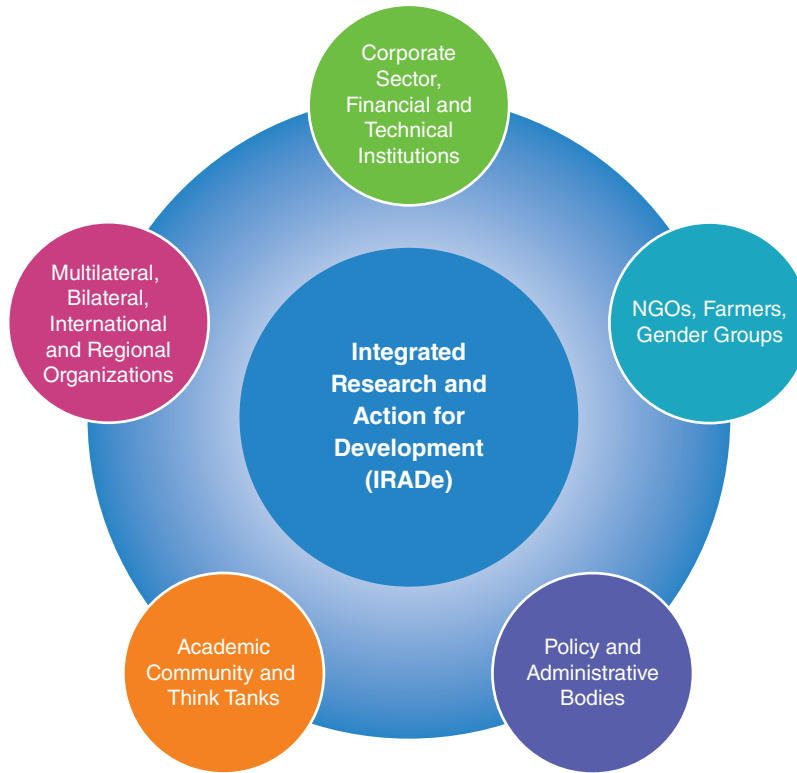 Corporate
Sector,
Financial and
Technical
Institutions
Multilateral,
Bilateral,
International
and Regional
Organizations
NGOs, Farmers,
Gender Groups
Integrated
Research and
Action for
Development
(IRADe)
Academic
Community and
Think Tanks
Policy and
Administrative
Bodies